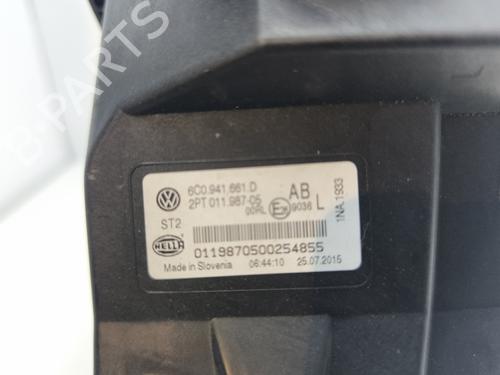 B-PARTS
6C0.941.661.D AB
2PT 011.987-05 L
00RL E 9036
ST2
HELLA 0119870500254855
Made in Slovenia 06:44:10 25.07.2015
1NA.1933